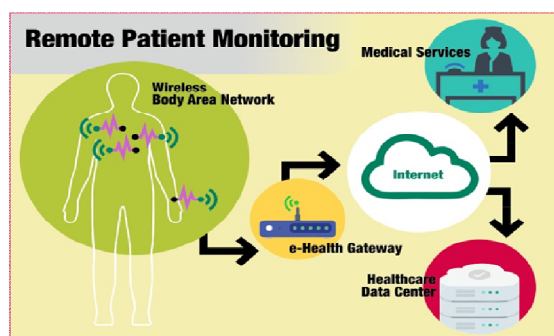 Remote Patient Monitoring
Medical Services
Wireless
Body Area Network
Internet
e-Health Gateway
Healthcare
Data Center